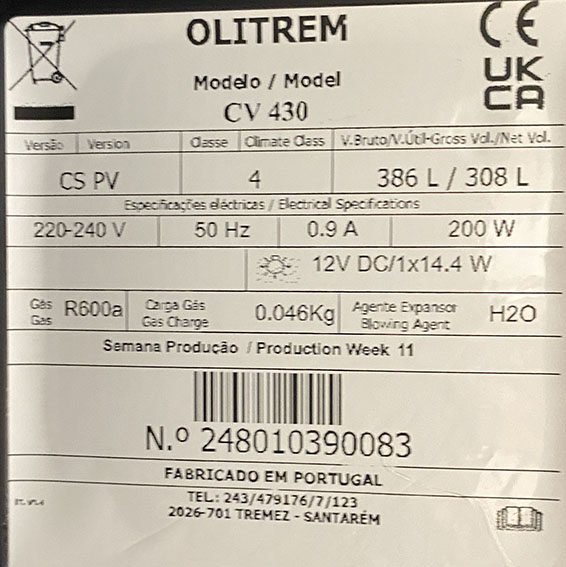 OLITREM
CE
UK
CA
Modelo / Model
CV 430
Versão | Version | Classe | Climate Class | V.Bruto/V.Útil-Gross Vol./Net Vol.
CS PV | 4 | 386 L / 308 L
Especificações eléctricas / Electrical Specifications
220-240 V | 50 Hz | 0.9 A | 200 W
12V DC/1x14.4 W
Gás Gas R600a | Carga Gás Gas Charge 0.046Kg | Agente Expansor Blowing Agent H2O
Semana Produção / Production Week 11
N.º 248010390083
FABRICADO EM PORTUGAL
TEL: 243/479176/7/123
2026-701 TREMEZ - SANTARÉM